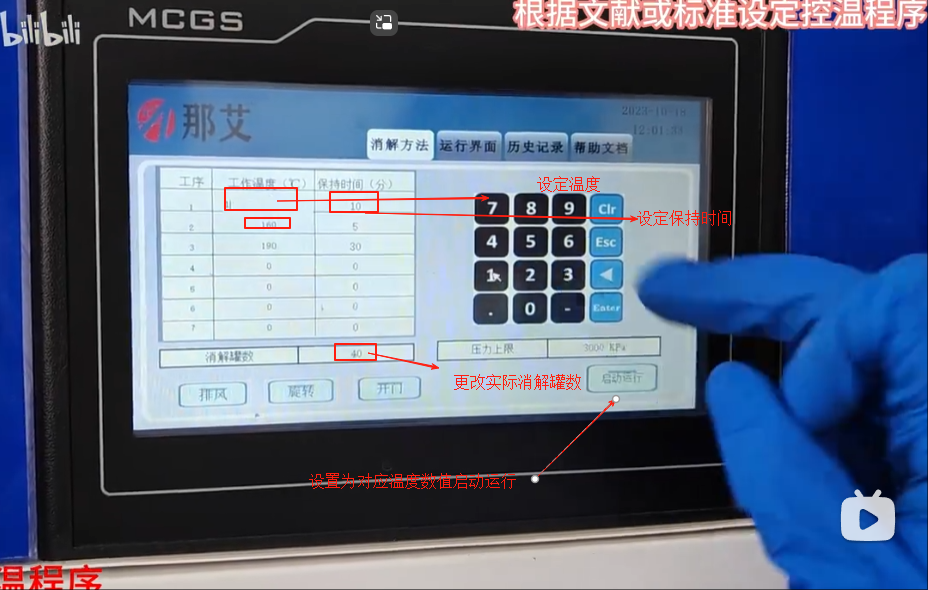 bilibili
MCGS
根据文献或标准设定控温程序
那艾
2023-10-18
12:01:33
消解方法 运行界面 历史记录 帮助文档
工序 工作温度（℃） 保持时间（分）
1 10
2 160 5
3 190 30
4 0 0
5 0 0
6 0 0
7 0 0
设定温度
7 8 9 Clr
设定保持时间
4 5 6 Esc
1 2 3 ◀
. 0 - Enter
消解罐数 40
压力上限 3000 KPa
更改实际消解罐数
排风 旋转 开门 启动运行
设置为对应温度数值启动运行
温程序